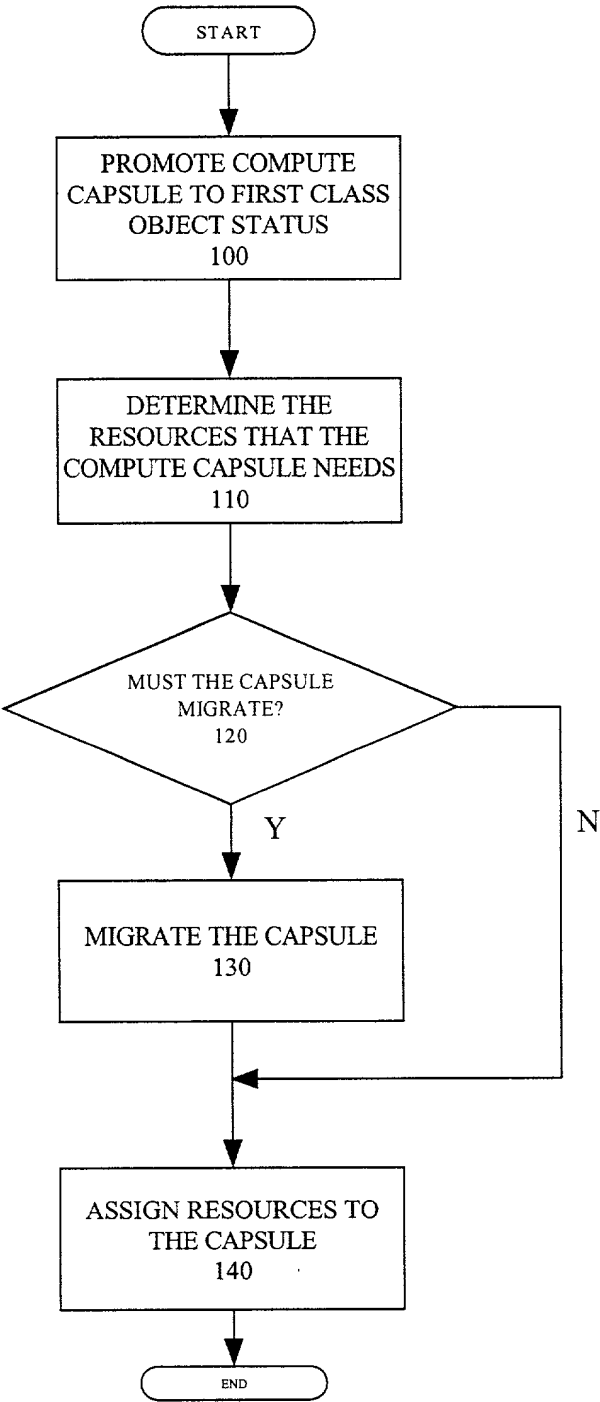 START
PROMOTE COMPUTE
CAPSULE TO FIRST CLASS
OBJECT STATUS
100
DETERMINE THE
RESOURCES THAT THE
COMPUTE CAPSULE NEEDS
110
MUST THE CAPSULE
MIGRATE?
120
Y
N
MIGRATE THE CAPSULE
130
ASSIGN RESOURCES TO
THE CAPSULE
140
END